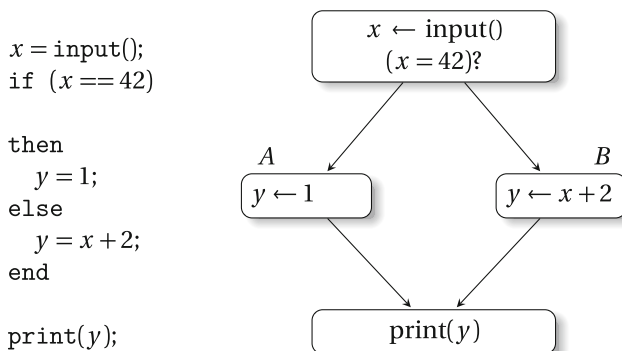 x = input();
if (x == 42)
then
y = 1;
else
y = x + 2;
end
print(y);
x ← input()
(x = 42)?
A
B
y ← 1
y ← x + 2
print(y)